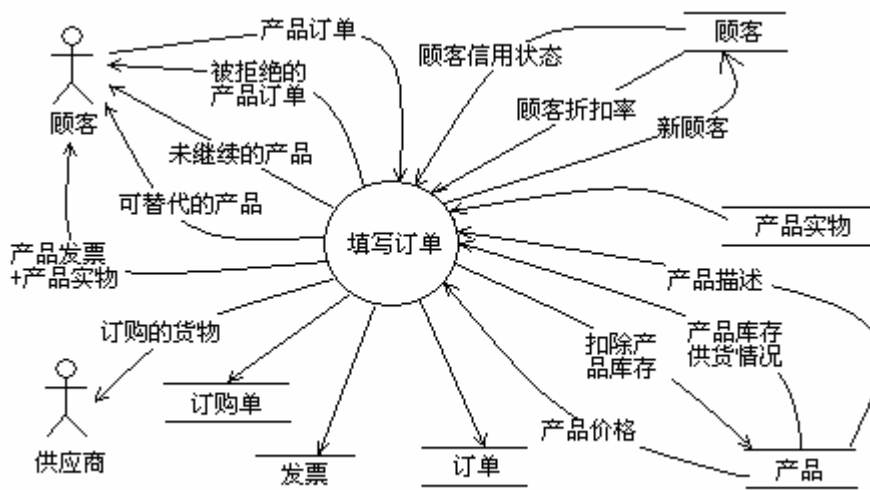 产品订单
顾客
顾客信用状态
被拒绝的
产品订单
顾客
顾客折扣率
新顾客
未继续的产品
可替代的产品
填写订单
产品实物
产品发票
+产品实物
产品描述
订购的货物
扣除产
品库存
产品库存
供货情况
订购单
产品价格
供应商
发票
订单
产品